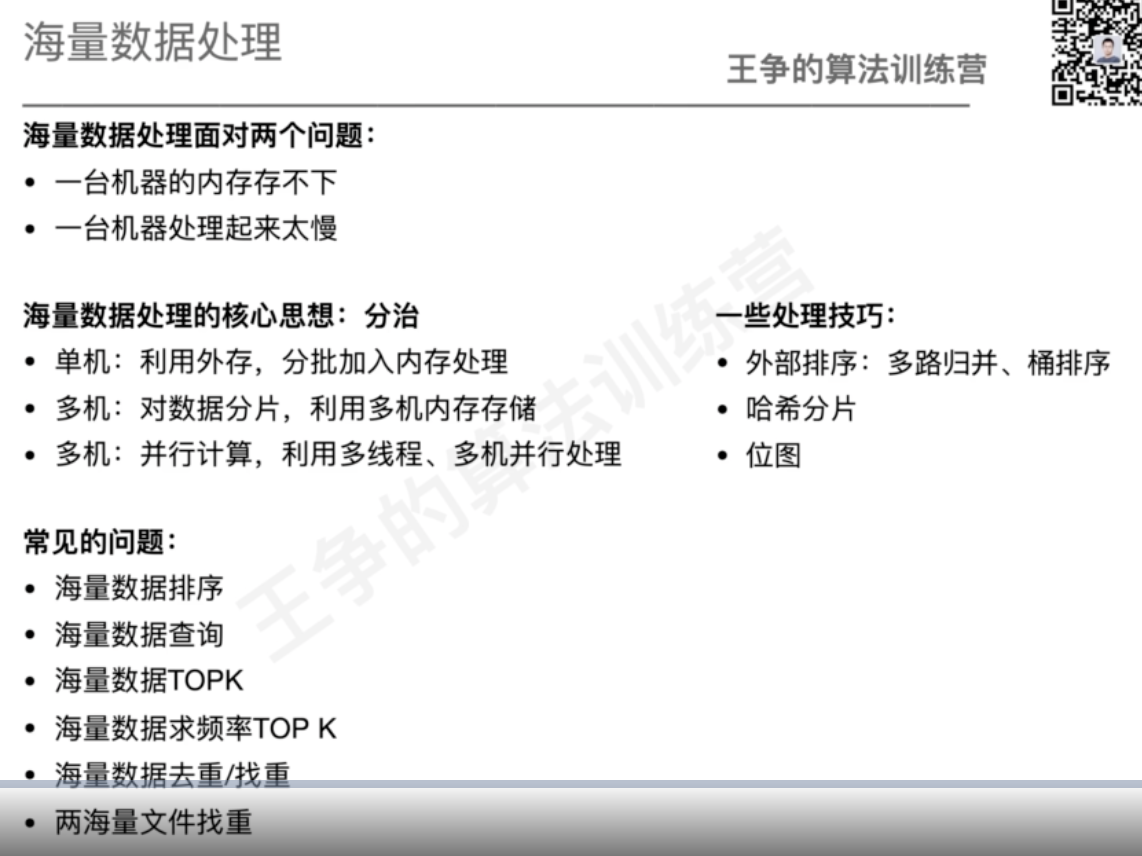 海量数据处理
王争的算法训练营
海量数据处理面对两个问题：
• 一台机器的内存存不下
• 一台机器处理起来太慢
海量数据处理的核心思想：分治
• 单机：利用外存，分批加入内存处理
• 多机：对数据分片，利用多机内存存储
• 多机：并行计算，利用多线程、多机并行处理
一些处理技巧：
• 外部排序：多路归并、桶排序
• 哈希分片
• 位图
常见的问题：
• 海量数据排序
• 海量数据查询
• 海量数据TOPK
• 海量数据求频率TOP K
• 海量数据去重/找重
• 两海量文件找重
王争的算法训练营